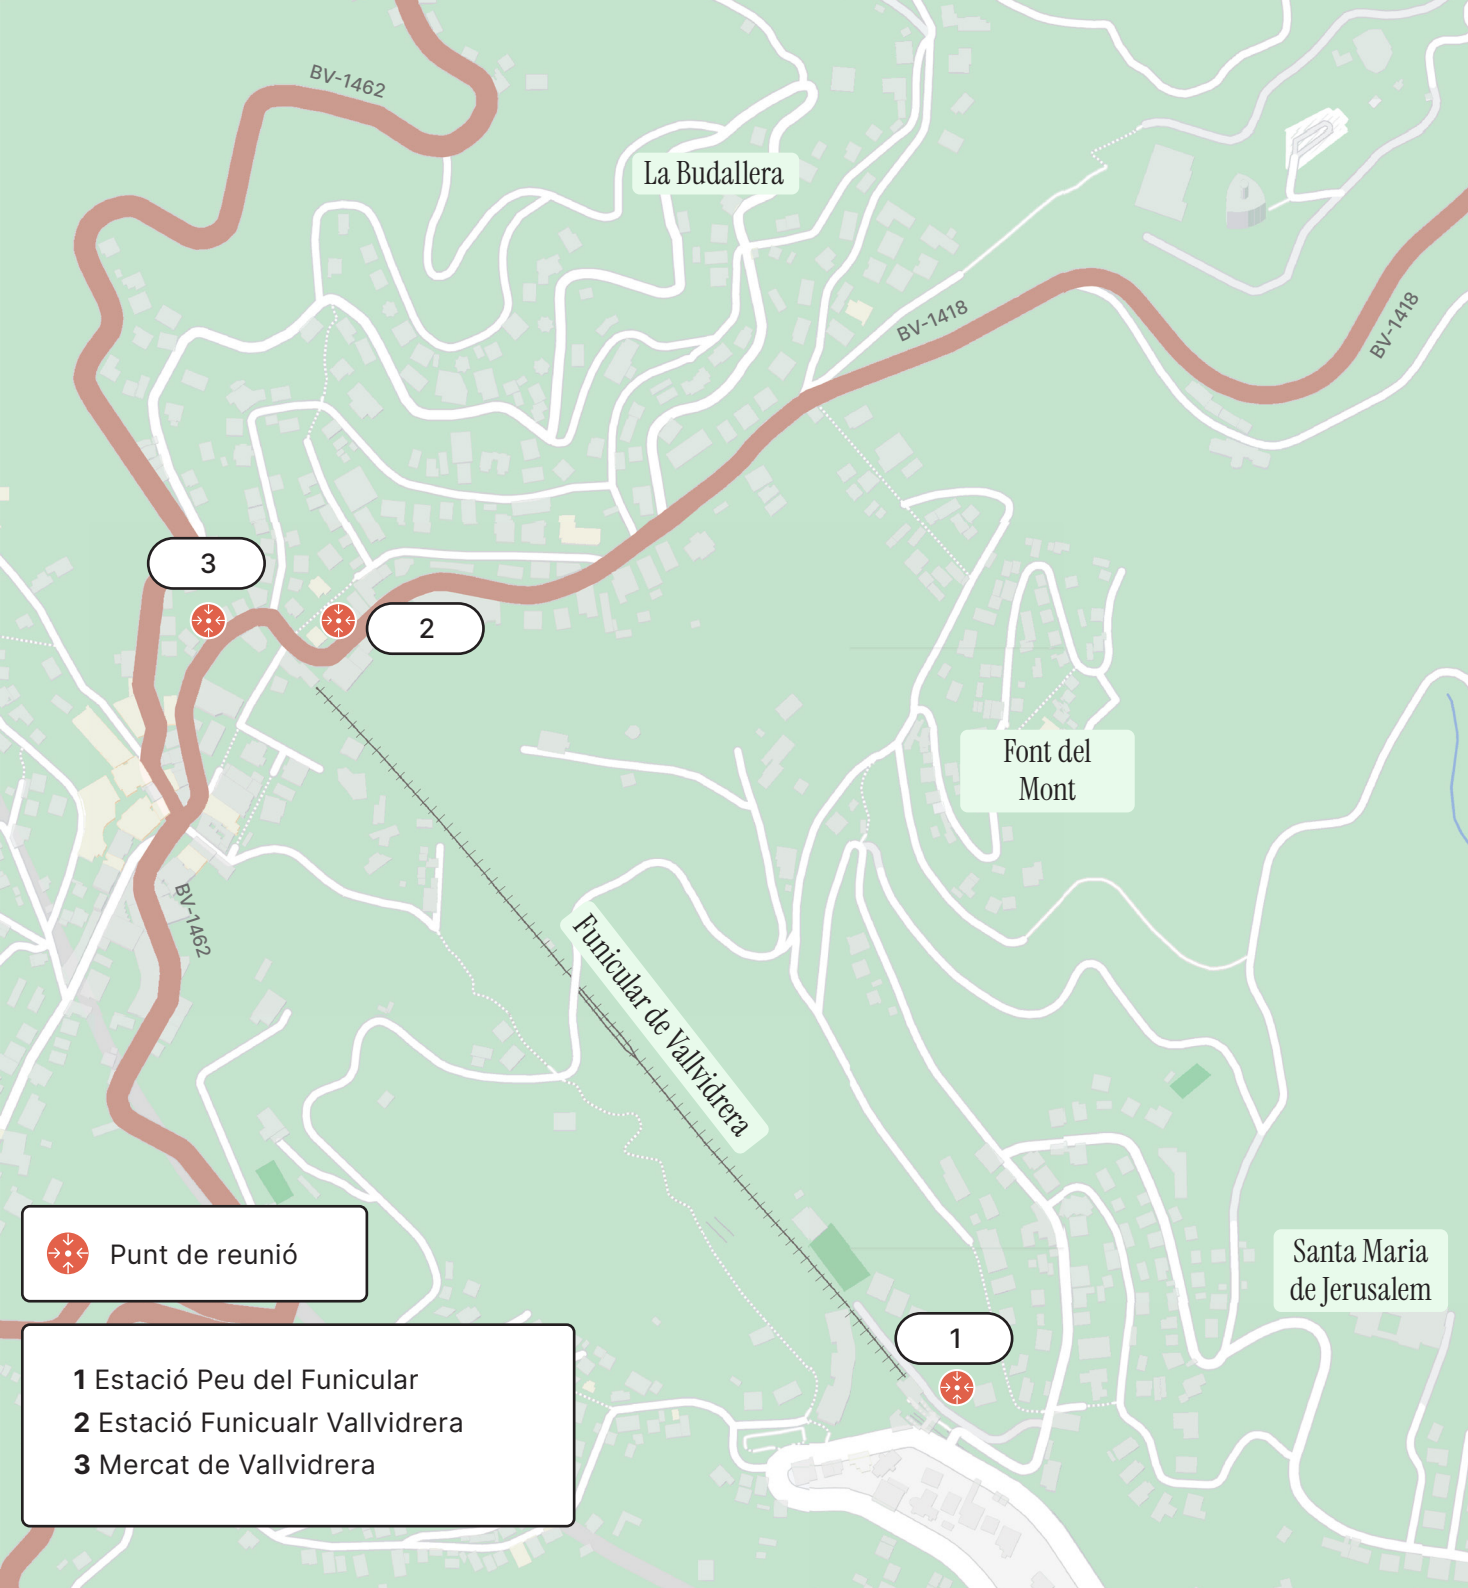 BV-1462
La Budallera
BV-1418
BV-1418
3
2
Font del
Mont
BV-1462
Funicular de Vallvidrera
Punt de reunió
Santa Maria
de Jerusalem
1
1 Estació Peu del Funicular
2 Estació Funicualr Vallvidrera
3 Mercat de Vallvidrera